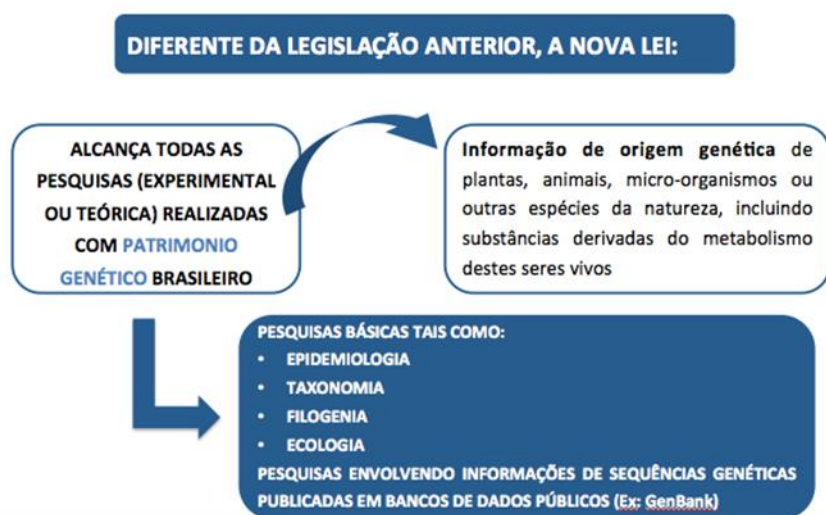 DIFERENTE DA LEGISLAÇÃO ANTERIOR, A NOVA LEI:
ALCANÇA TODAS AS
PESQUISAS (EXPERIMENTAL
OU TEÓRICA) REALIZADAS
COM PATRIMONIO
GENÉTICO BRASILEIRO
Informação de origem genética de
plantas, animais, micro-organismos ou
outras espécies da natureza, incluindo
substâncias derivadas do metabolismo
destes seres vivos
PESQUISAS BÁSICAS TAIS COMO:
• EPIDEMIOLOGIA
• TAXONOMIA
• FILOGENIA
• ECOLOGIA
PESQUISAS ENVOLVENDO INFORMAÇÕES DE SEQUÊNCIAS GENÉTICAS
PUBLICADAS EM BANCOS DE DADOS PÚBLICOS (Ex: GenBank)